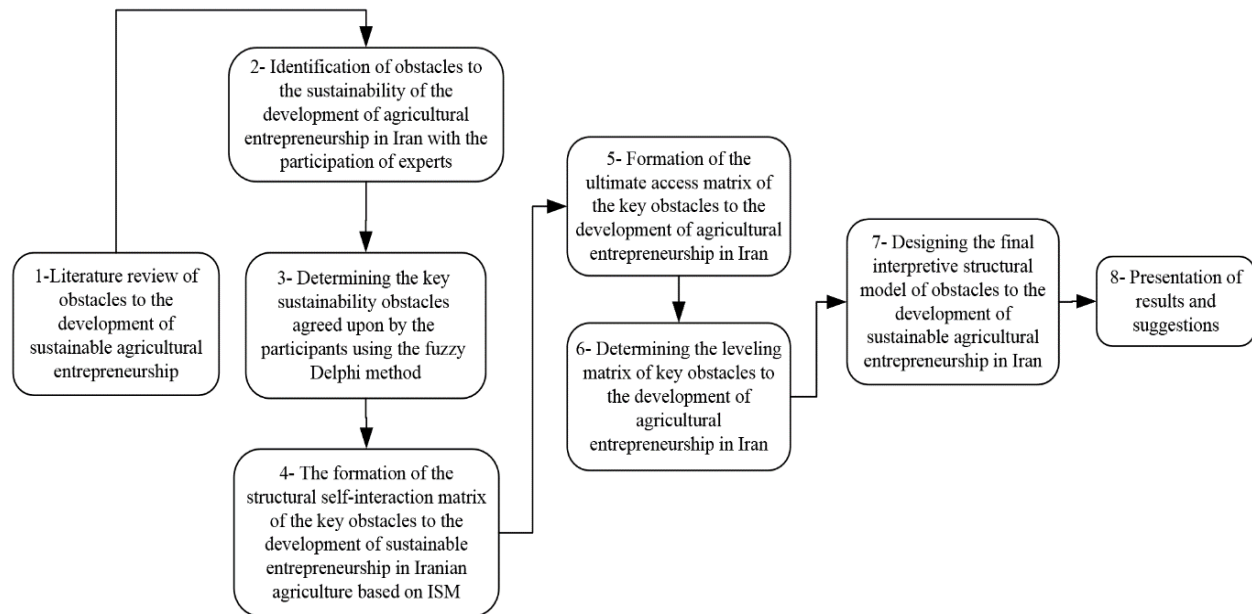 1-Literature review of
obstacles to the
development of
sustainable agricultural
entrepreneurship
2- Identification of obstacles to
the sustainability of the
development of agricultural
entrepreneurship in Iran with the
participation of experts
3- Determining the key
sustainability obstacles
agreed upon by the
participants using the fuzzy
Delphi method
4- The formation of the
structural self-interaction matrix
of the key obstacles to the
development of sustainable
entrepreneurship in Iranian
agriculture based on ISM
5- Formation of the
ultimate access matrix of
the key obstacles to the
development of agricultural
entrepreneurship in Iran
6- Determining the leveling
matrix of key obstacles to
the development of
agricultural
entrepreneurship in Iran
7- Designing the final
interpretive structural
model of obstacles to the
development of
sustainable agricultural
entrepreneurship in Iran
8- Presentation of
results and
suggestions